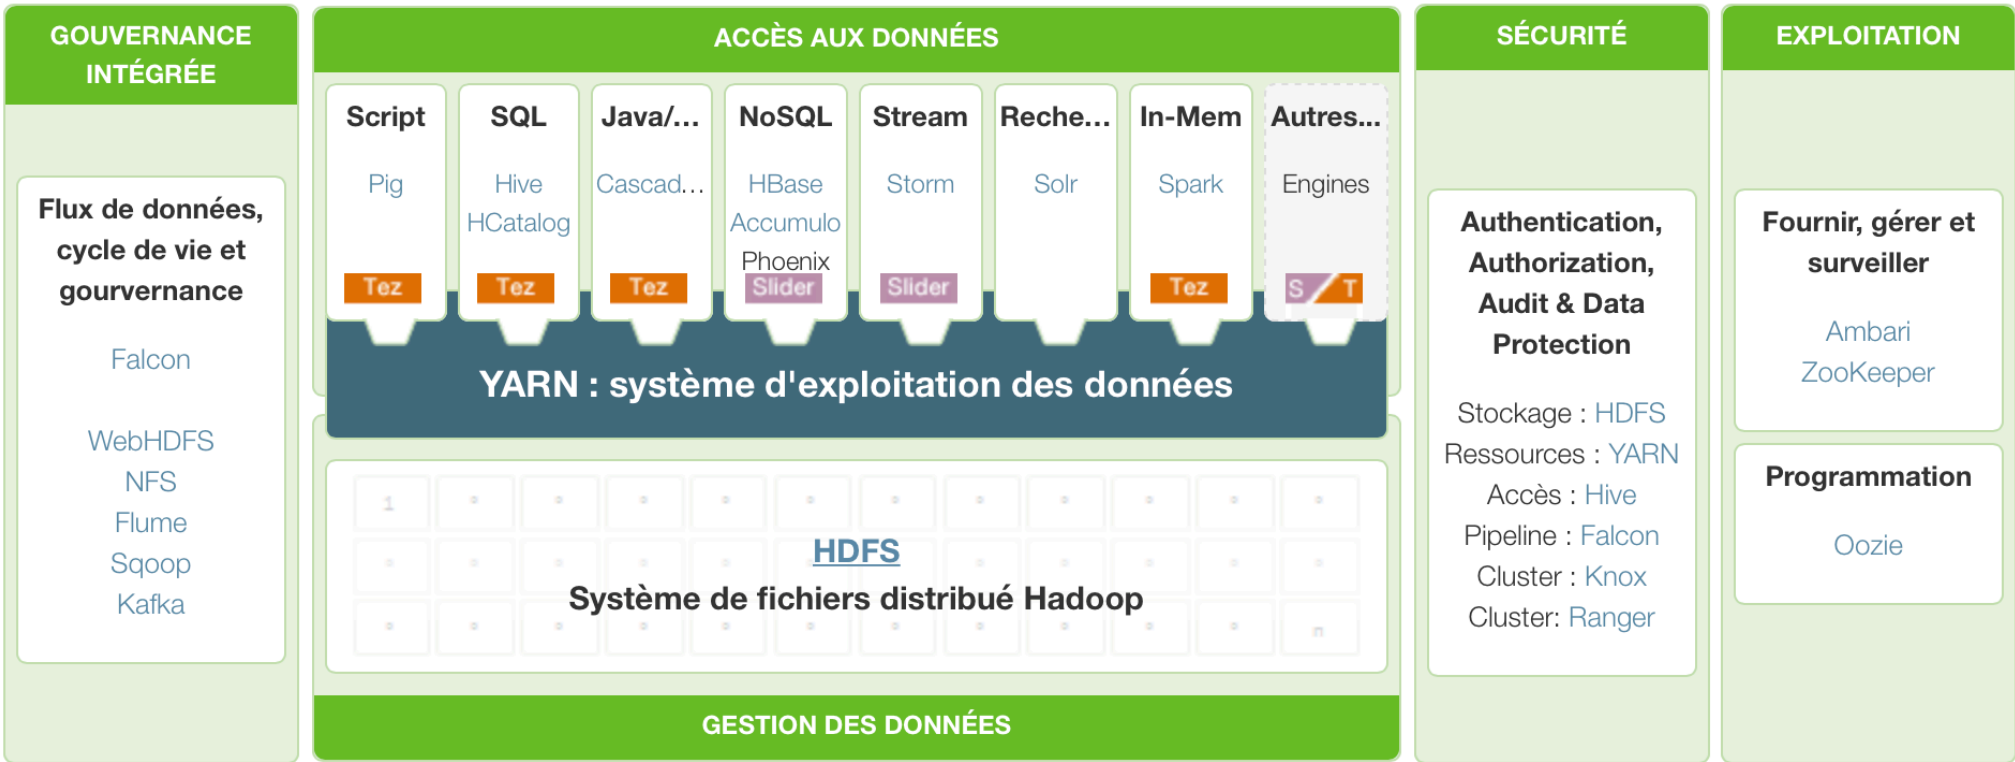 GOUVERNANCE
INTÉGRÉE
Flux de données,
cycle de vie et
gourvernance
Falcon
WebHDFS
NFS
Flume
Sqoop
Kafka
ACCÈS AUX DONNÉES
Script
Pig
Tez
SQL
Hive
HCatalog
Tez
Java/...
Cascad...
Tez
NoSQL
HBase
Accumulo
Phoenix
Slider
Stream
Storm
Slider
Reche...
Solr
In-Mem
Spark
Tez
Autres...
Engines
S / T
YARN : système d'exploitation des données
1
HDFS
Système de fichiers distribué Hadoop
n
GESTION DES DONNÉES
SÉCURITÉ
Authentication,
Authorization,
Audit & Data
Protection
Stockage : HDFS
Ressources : YARN
Accès : Hive
Pipeline : Falcon
Cluster : Knox
Cluster: Ranger
EXPLOITATION
Fournir, gérer et
surveiller
Ambari
ZooKeeper
Programmation
Oozie